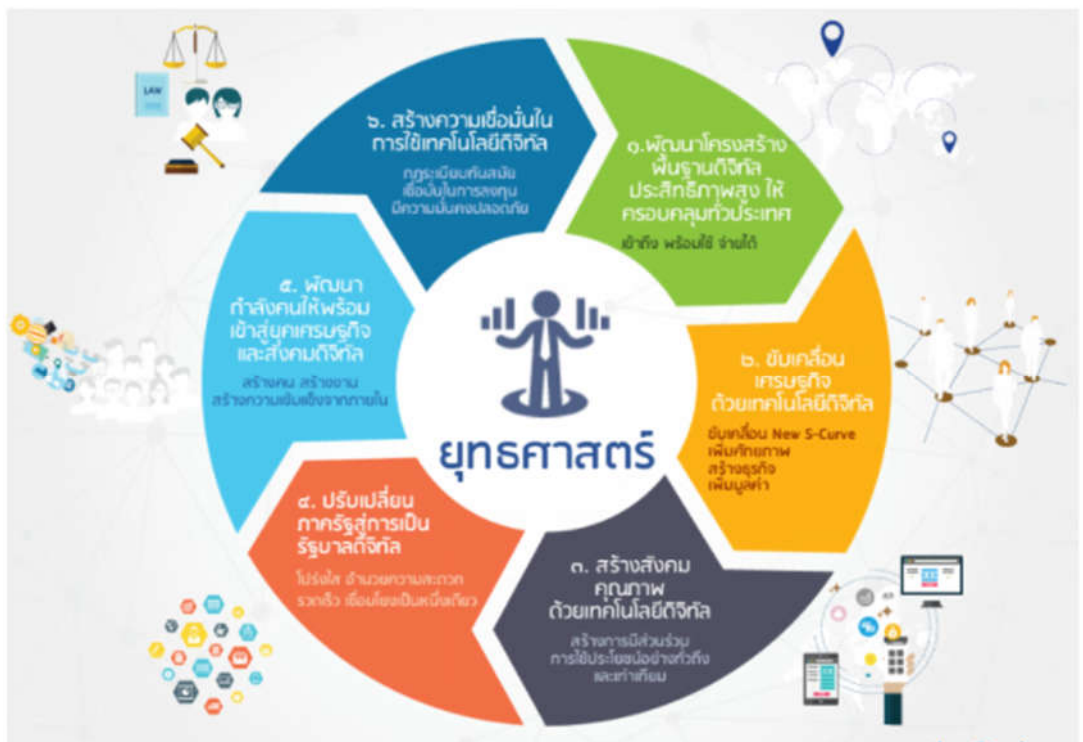 ๑.พัฒนาโครงสร้าง
พื้นฐานดิจิทัล
ประสิทธิภาพสูง ให้
ครอบคลุมทั่วประเทศ
เข้าถึง พร้อมใช้ จ่ายได้
๒. ขับเคลื่อน
เศรษฐกิจ
ด้วยเทคโนโลยีดิจิทัล
ขับเคลื่อน New S-Curve
เพิ่มศักยภาพ
สร้างธุรกิจ
เพิ่มมูลค่า
๓. สร้างสังคม
คุณภาพ
ด้วยเทคโนโลยีดิจิทัล
สร้างการมีส่วนร่วม
การใช้ประโยชน์อย่างทั่วถึง
และเท่าเทียม
๔. ปรับเปลี่ยน
ภาครัฐสู่การเป็น
รัฐบาลดิจิทัล
โปร่งใส อำนวยความสะดวก
รวดเร็ว เชื่อมโยงเป็นหนึ่งเดียว
๕. พัฒนา
กำลังคนให้พร้อม
เข้าสู่ยุคเศรษฐกิจ
และสังคมดิจิทัล
สร้างคน สร้างงาน
สร้างความเข้มแข็งจากภายใน
๖. สร้างความเชื่อมั่นใน
การใช้เทคโนโลยีดิจิทัล
กฎระเบียบทันสมัย
เชื่อมั่นในการลงทุน
มีความมั่นคงปลอดภัย
ยุทธศาสตร์
LAW